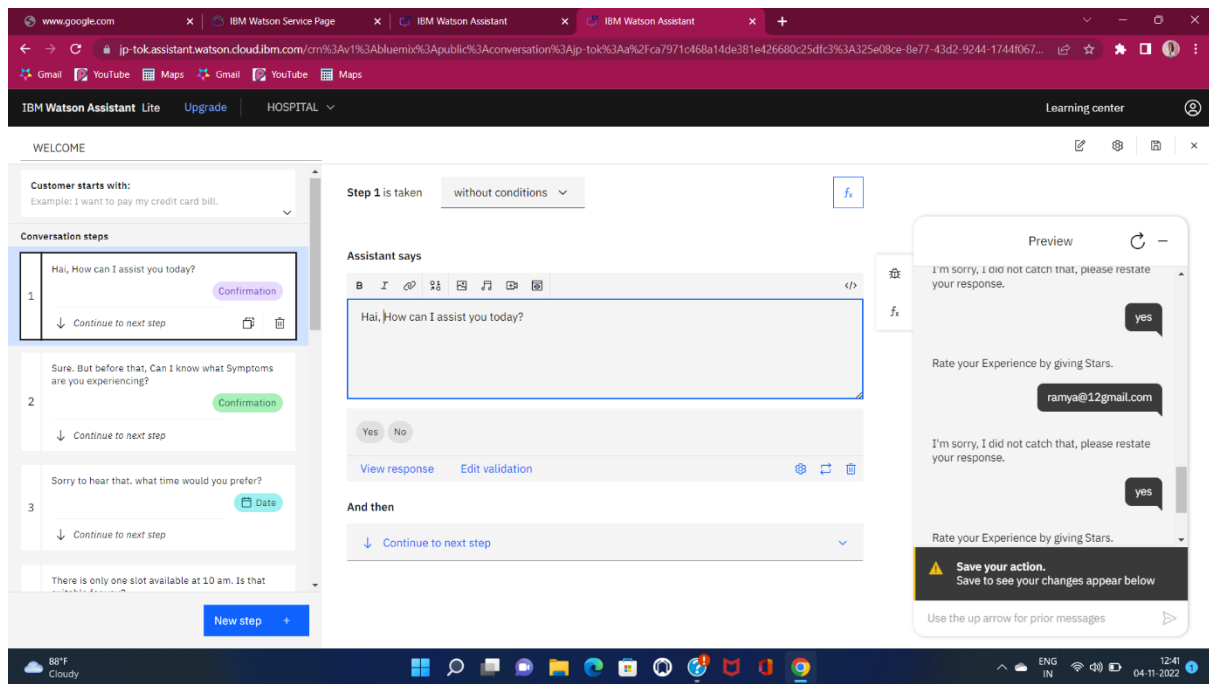 www.google.com
IBM Watson Service Page
IBM Watson Assistant
IBM Watson Assistant
jp-tok.assistant.watson.cloud.ibm.com/crn%3Av1%3Abluemix%3Apublic%3Aconversation%3Ajp-tok%3Aa%2Fca7971c468a14de381e426680c25dfc3%3A325e08ce-8e77-43d2-9244-1744f067...
Gmail YouTube Maps Gmail YouTube Maps
IBM Watson Assistant Lite Upgrade HOSPITAL Learning center
WELCOME
Customer starts with:
Example: I want to pay my credit card bill.
Conversation steps
1
Hai, How can I assist you today?
Confirmation
Continue to next step
2
Sure. But before that, Can I know what Symptoms
are you experiencing?
Confirmation
Continue to next step
3
Sorry to hear that. what time would you prefer?
Date
Continue to next step
There is only one slot available at 10 am. Is that
New step +
Step 1 is taken without conditions fx
Assistant says
B I </>
Hai, How can I assist you today?
Yes No
View response Edit validation
And then
Continue to next step
fx
Preview
I'm sorry, I did not catch that, please restate
your response.
yes
Rate your Experience by giving Stars.
ramya@12gmail.com
I'm sorry, I did not catch that, please restate
your response.
yes
Rate your Experience by giving Stars.
Save your action.
Save to see your changes appear below
Use the up arrow for prior messages
88°F
Cloudy
ENG
IN
12:41
04-11-2022
1